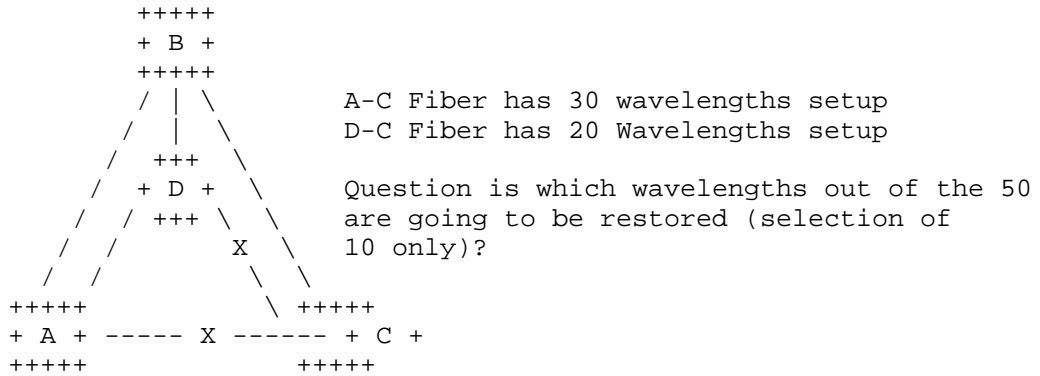 +++++
+ B +
+++++
/ | \ A-C Fiber has 30 wavelengths setup
/ | \ D-C Fiber has 20 Wavelengths setup
/ +++ \
/ + D + \ Question is which wavelengths out of the 50
/ / +++ \ \ are going to be restored (selection of
/ / X \ 10 only)?
/ / \ \
+++++ \ +++++
+ A + ----- X ------ + C +
+++++ +++++